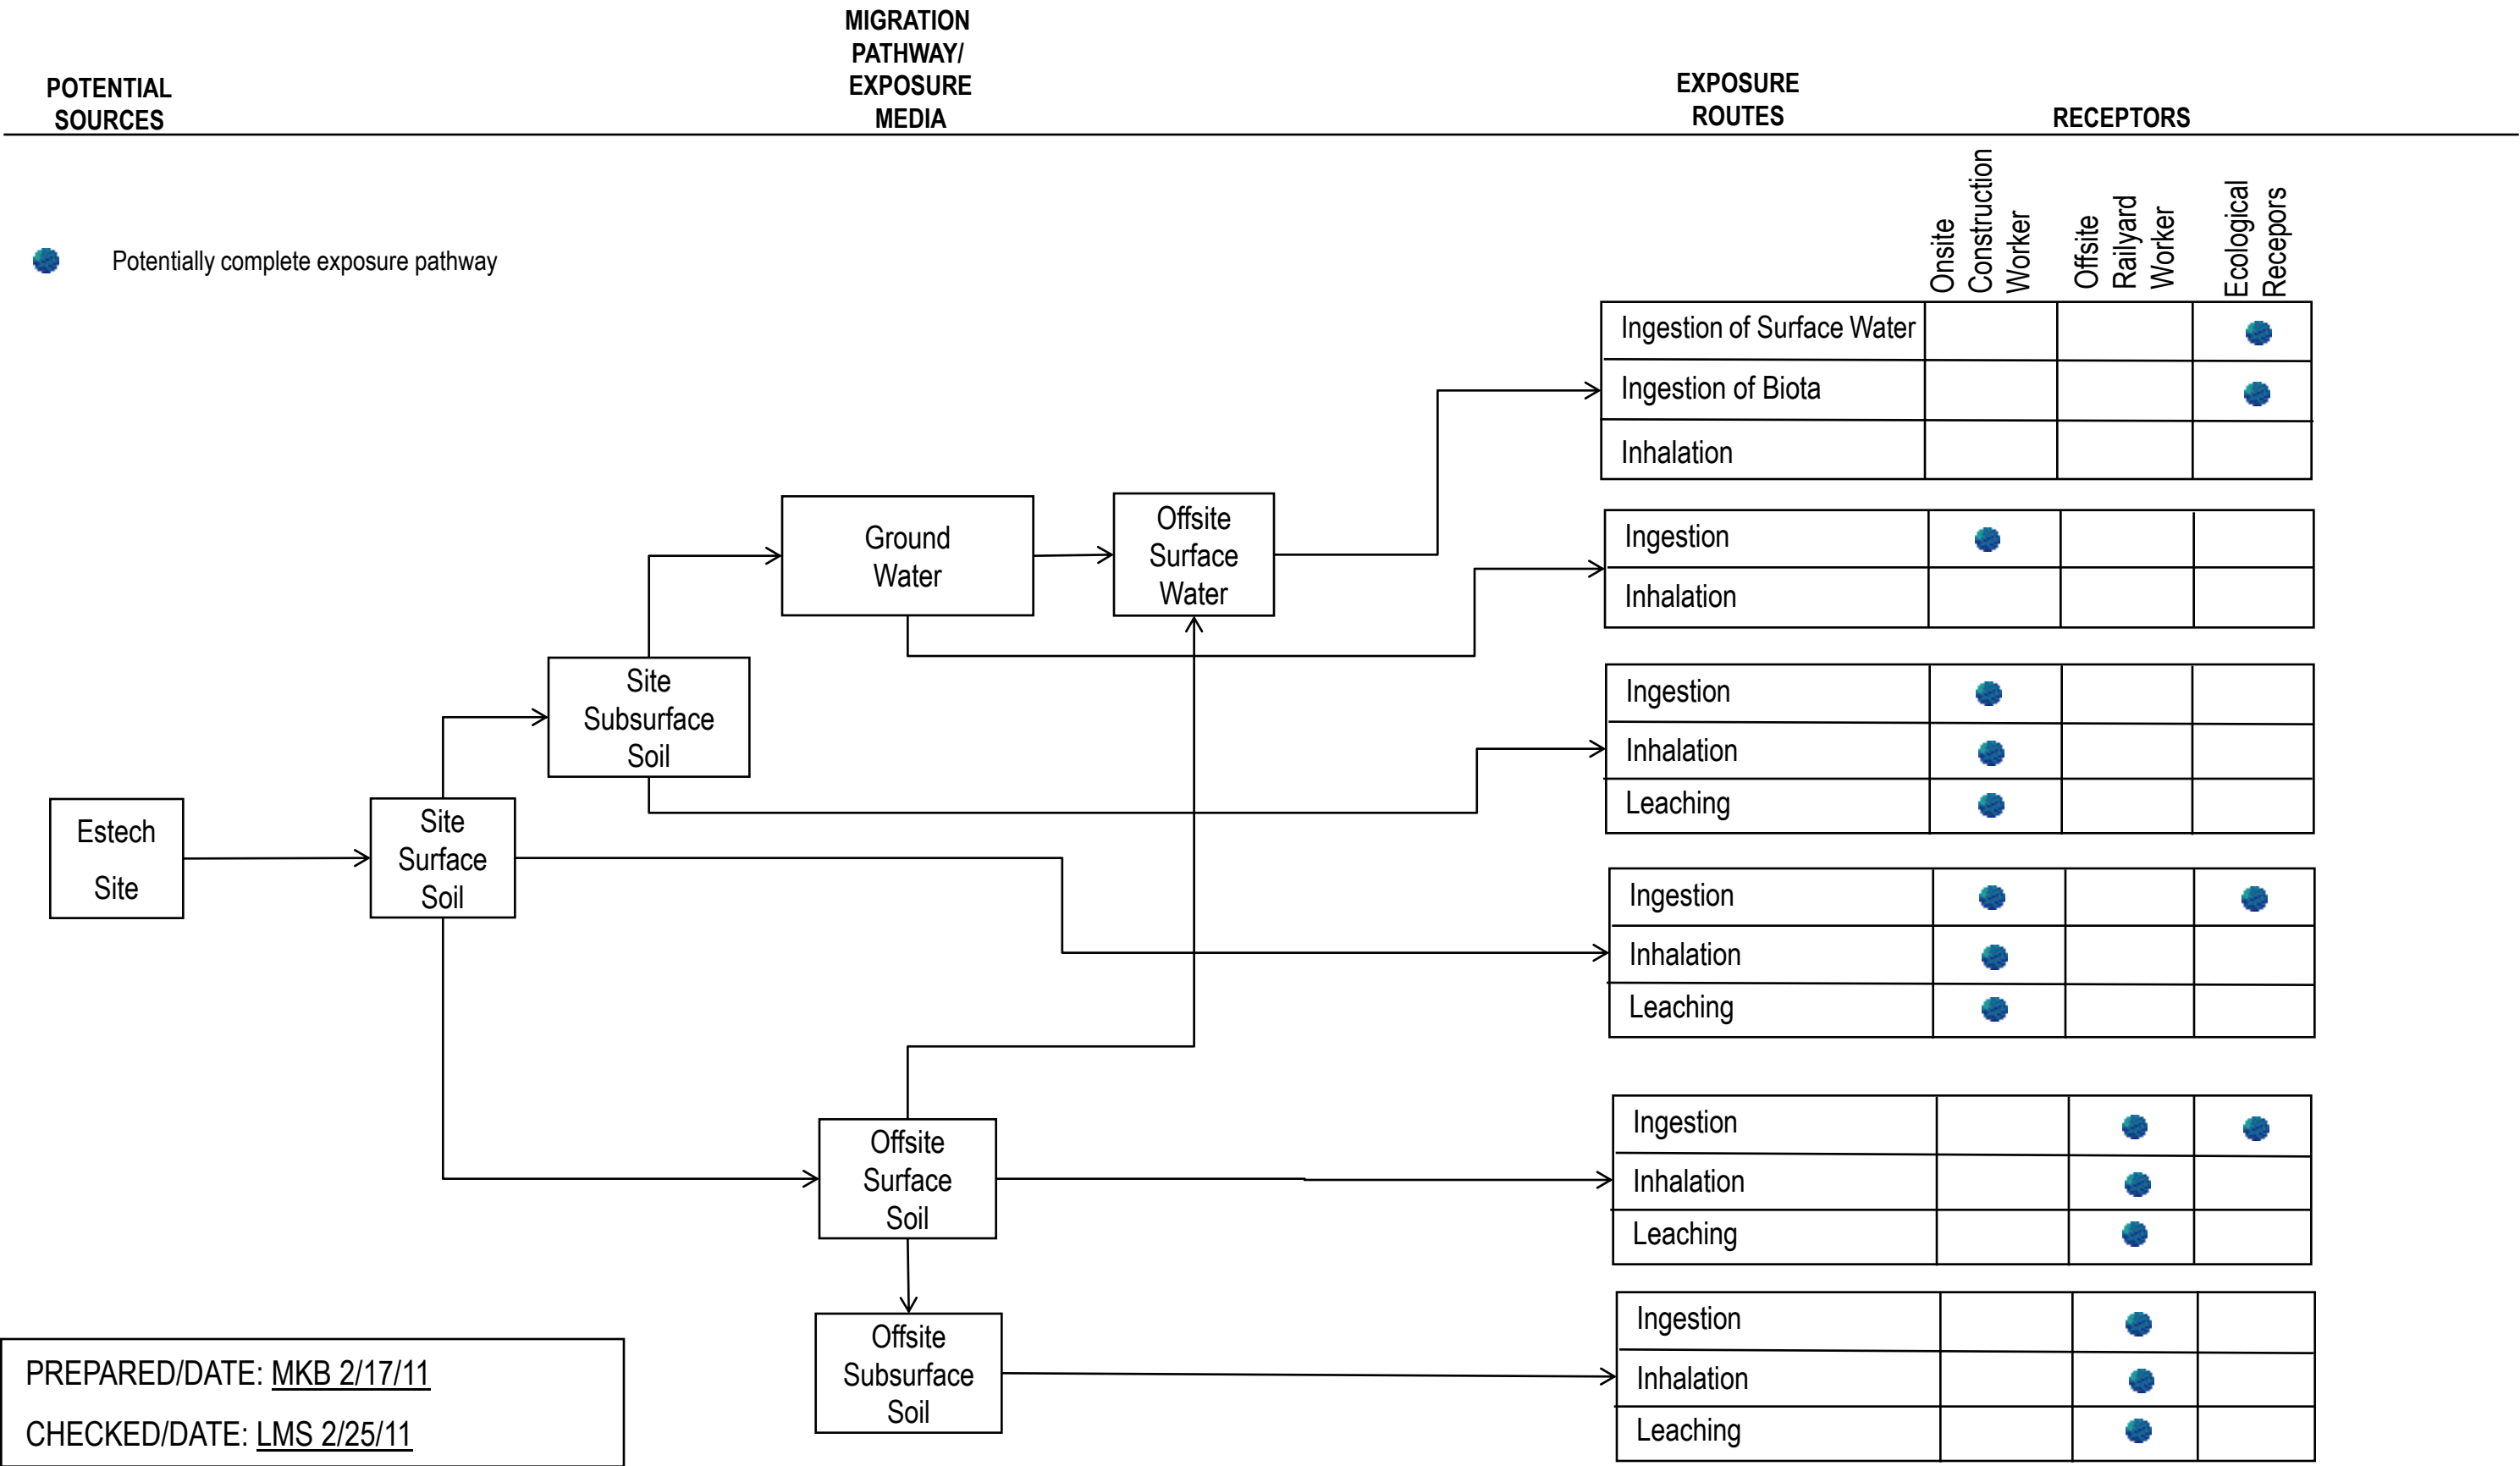 POTENTIAL
SOURCES
MIGRATION
PATHWAY/
EXPOSURE
MEDIA
EXPOSURE
ROUTES
RECEPTORS
Potentially complete exposure pathway
Onsite
Construction
Worker
Offsite
Railyard
Worker
Ecological
Recepors
Ingestion of Surface Water
Ingestion of Biota
Inhalation
Ground
Water
Offsite
Surface
Water
Ingestion
Inhalation
Site
Subsurface
Soil
Ingestion
Inhalation
Leaching
Estech
Site
Site
Surface
Soil
Ingestion
Inhalation
Leaching
Offsite
Surface
Soil
Ingestion
Inhalation
Leaching
Offsite
Subsurface
Soil
Ingestion
Inhalation
Leaching
PREPARED/DATE: MKB 2/17/11
CHECKED/DATE: LMS 2/25/11